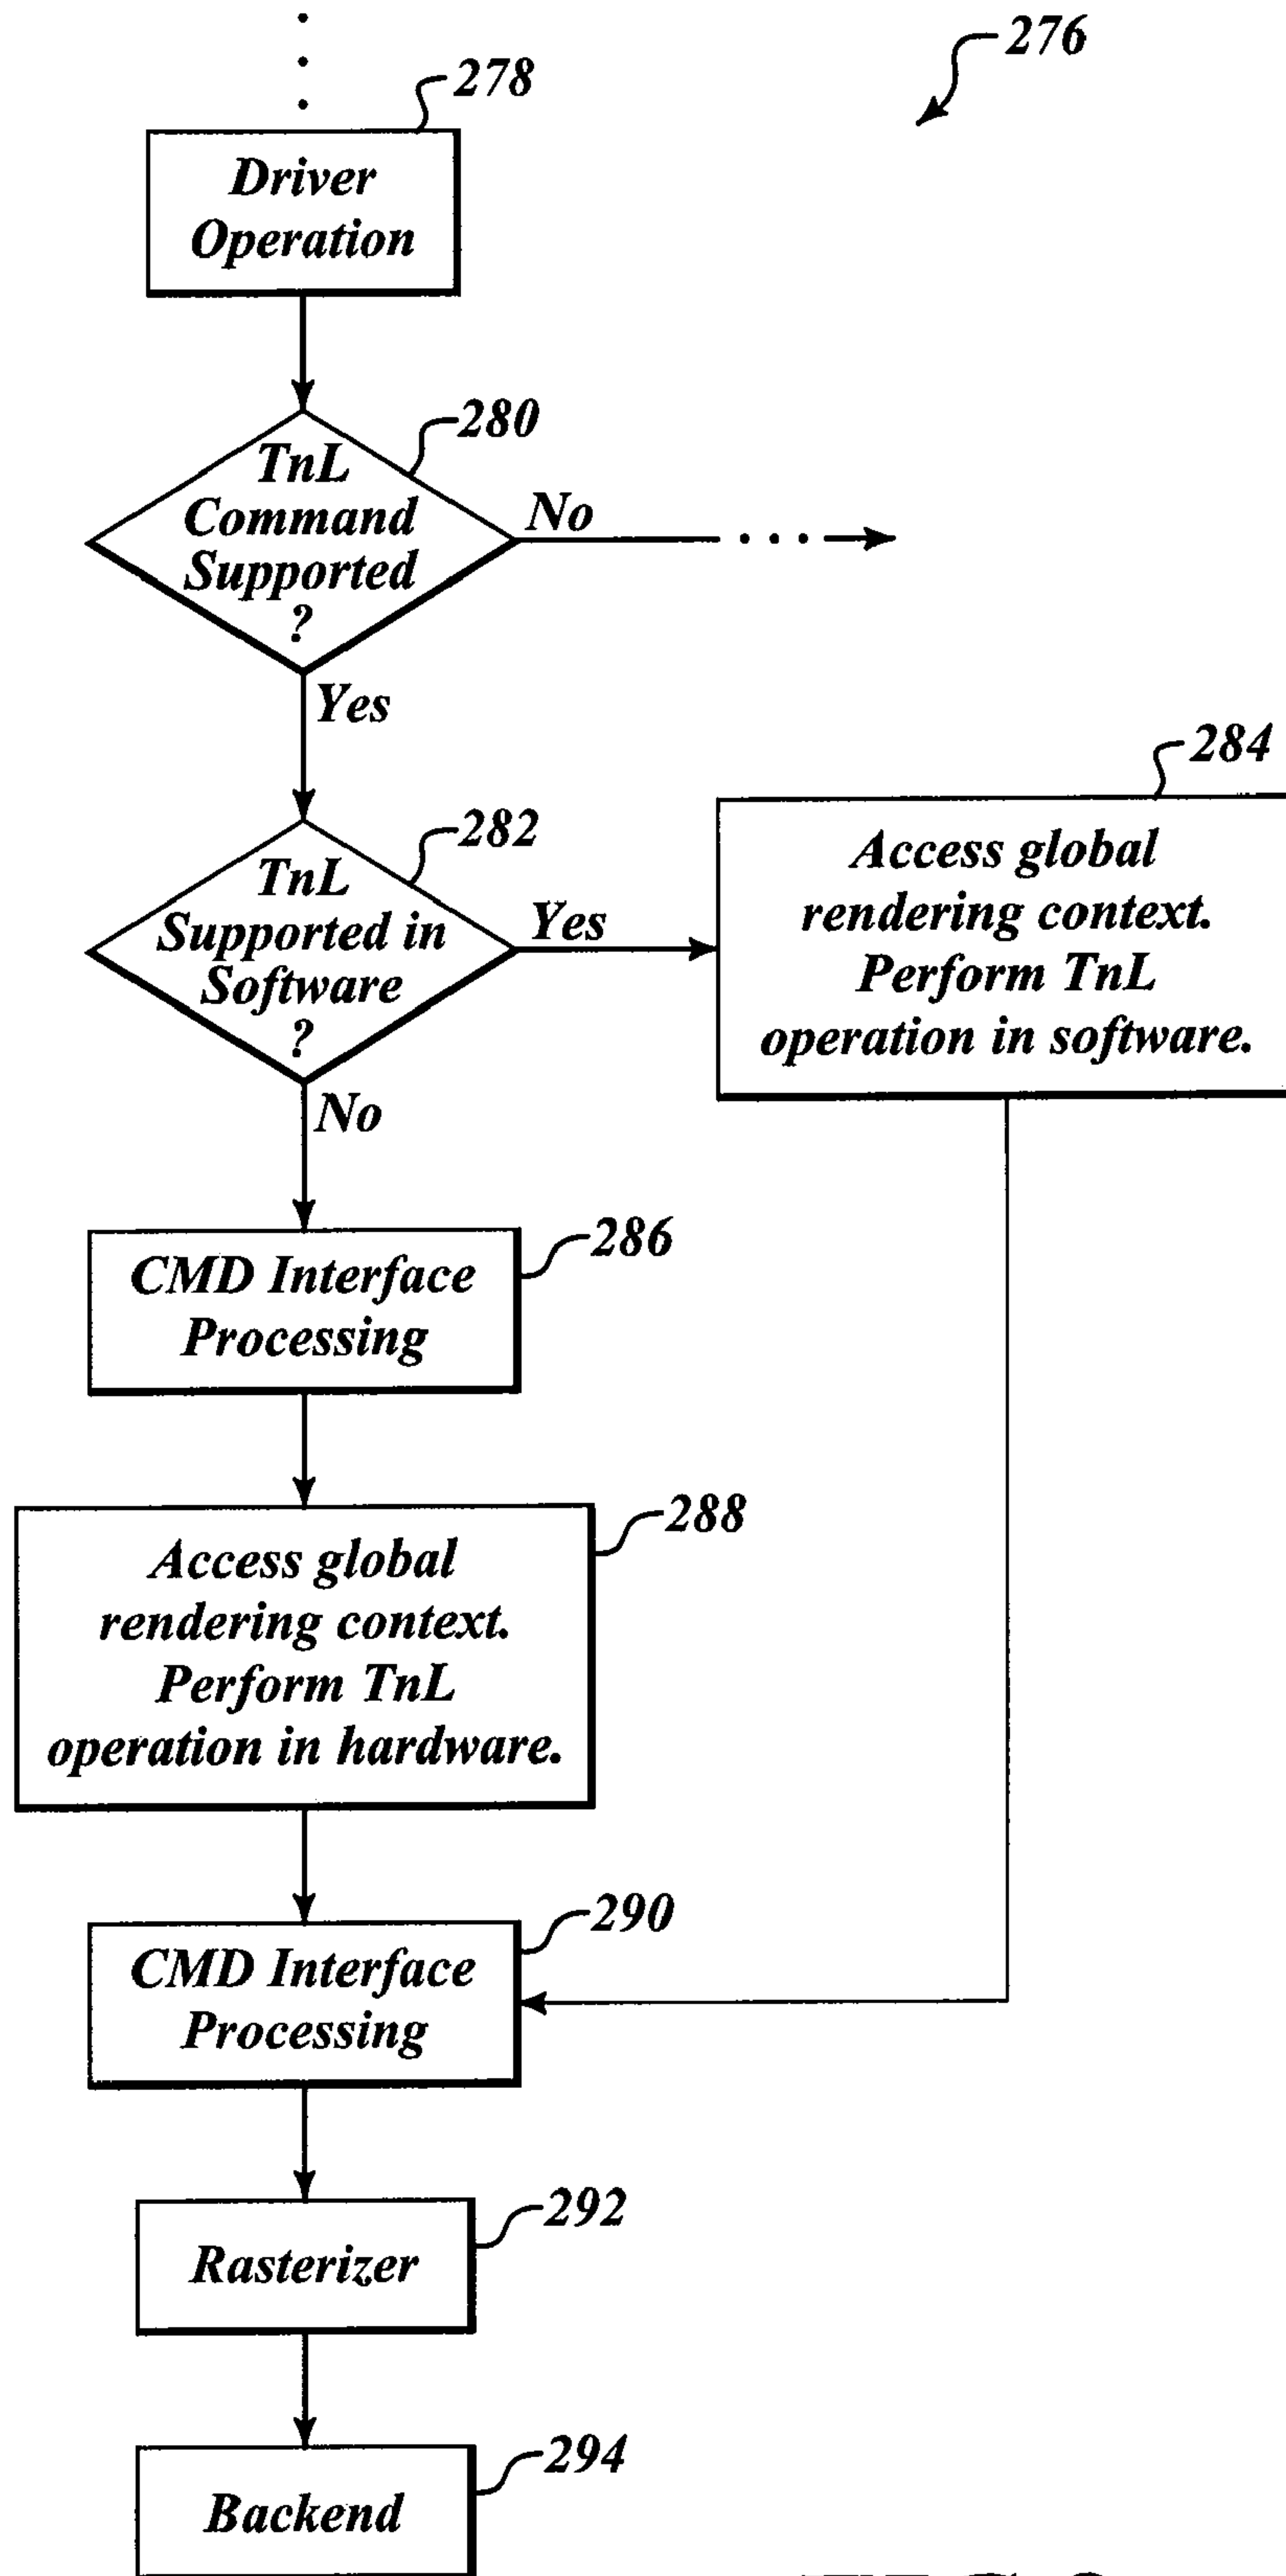 276
278
Driver
Operation
280
TnL
Command
Supported
?
No
Yes
282
TnL
Supported in
Software
?
Yes
No
284
Access global
rendering context.
Perform TnL
operation in software.
286
CMD Interface
Processing
288
Access global
rendering context.
Perform TnL
operation in hardware.
290
CMD Interface
Processing
292
Rasterizer
294
Backend